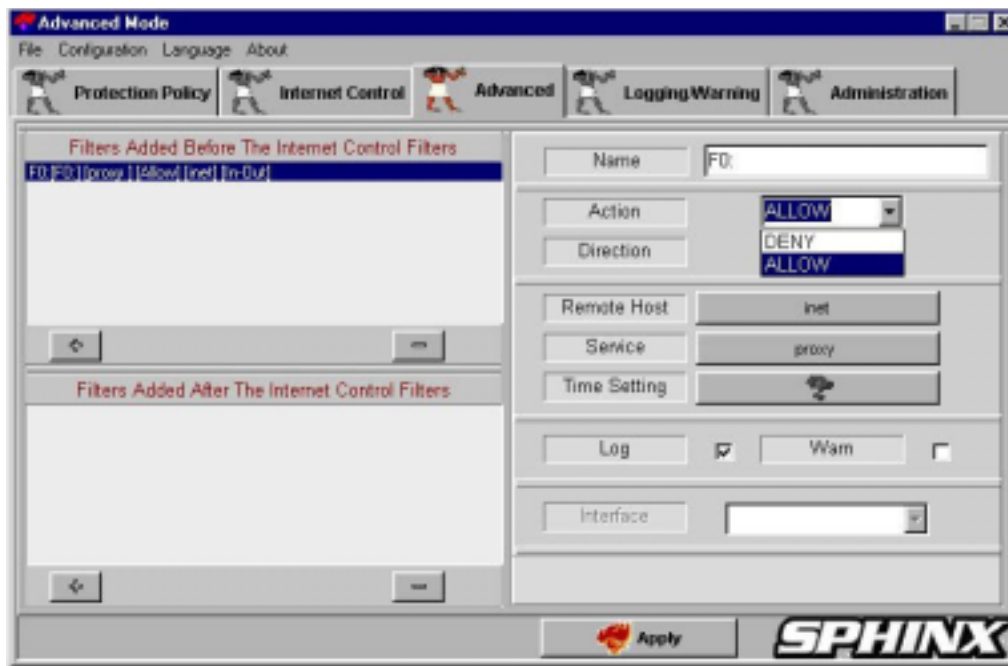 Advanced Mode
File Configuration Language About
Protection Policy Internet Control Advanced Logging/Warning Administration
Filters Added Before The Internet Control Filters
F0:[F0:] [proxy ] [Allow] [inet] [In-Out]
Name F0:
Action ALLOW
DENY
Direction ALLOW
Remote Host inet
Service proxy
Filters Added After The Internet Control Filters
Time Setting
Log Warn
Interface
Apply SPHINX